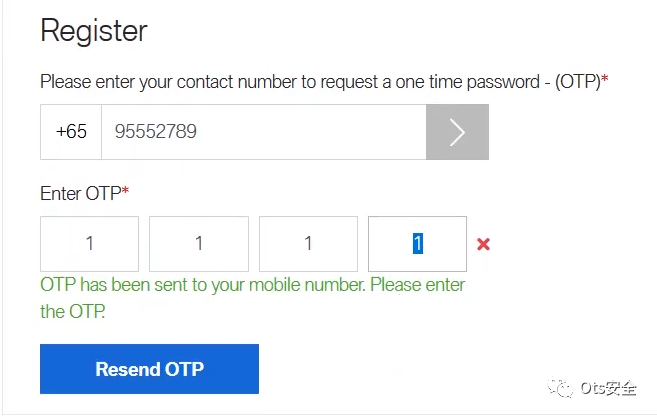 Register
Please enter your contact number to request a one time password - (OTP)*
+65 95552789
Enter OTP*
1 1 1 1
OTP has been sent to your mobile number. Please enter
the OTP.
Resend OTP
Ots安全